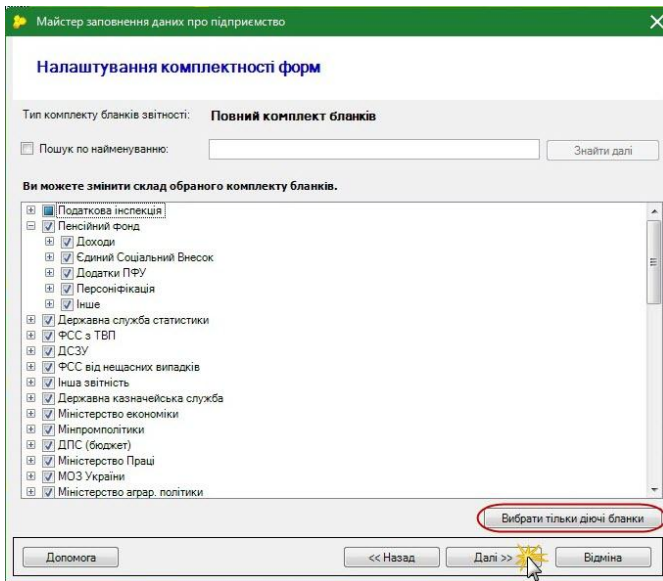 Майстер заповнення даних про підприємство
Налаштування комплектності форм
Тип комплекту бланків звітності: Повний комплект бланків
Пошук по найменуванню: Знайти далі
Ви можете змінити склад обраного комплекту бланків.
Податкова інспекція
Пенсійний фонд
Доходи
Єдиний Соціальний Внесок
Додатки ПФУ
Персоніфікація
Інше
Державна служба статистики
ФСС з ТВП
ДСЗУ
ФСС від нещасних випадків
Інша звітність
Державна казначейська служба
Міністерство економіки
Мінпромполітики
ДПС (бюджет)
Міністерство Праці
МОЗ України
Міністерство аграр. політики
Вибрати тільки діючі бланки
Допомога << Назад Далі >> Відміна